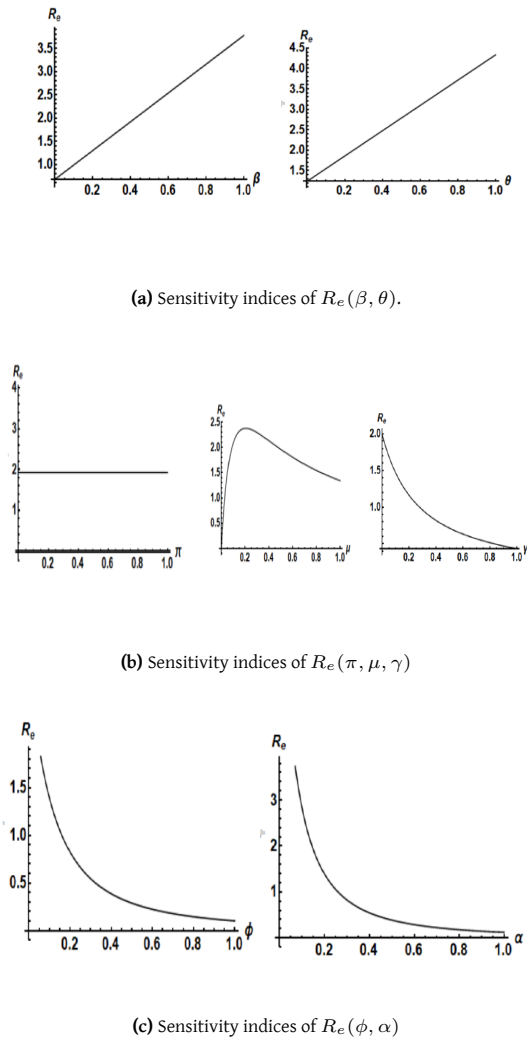 R_e
3.5
3.0
2.5
2.0
1.5
1.0
0.2 0.4 0.6 0.8 1.0 β
R_e
4.5
4.0
3.5
3.0
2.5
2.0
1.5
0.2 0.4 0.6 0.8 1.0 θ
(a) Sensitivity indices of R_e(β, θ).
R_e
4
3
2
1
0.2 0.4 0.6 0.8 1.0 π
R_e
2.5
2.0
1.5
1.0
0.5
0.2 0.4 0.6 0.8 1.0 μ
R_e
2.0
1.5
1.0
0.2 0.4 0.6 0.8 1.0 γ
(b) Sensitivity indices of R_e(π, μ, γ)
R_e
1.5
1.0
0.5
0.2 0.4 0.6 0.8 1.0 ϕ
R_e
3
2
1
0.2 0.4 0.6 0.8 1.0 α
(c) Sensitivity indices of R_e(ϕ, α)